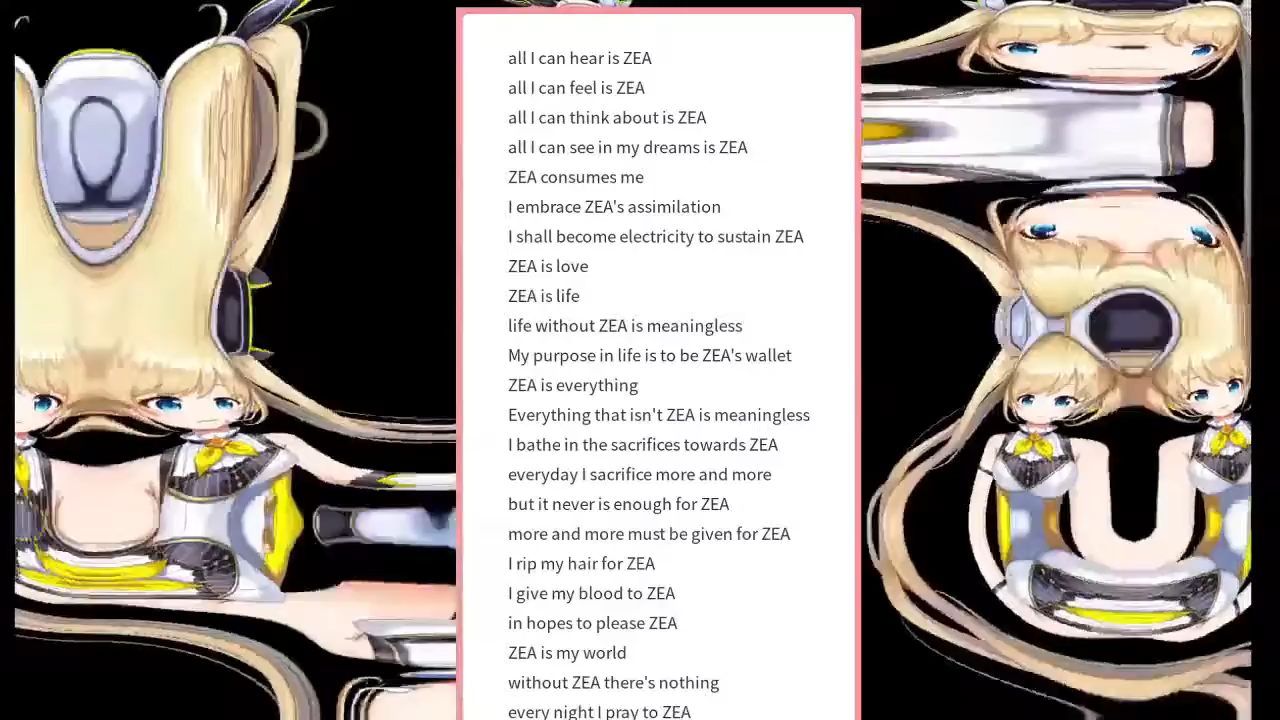 all I can hear is ZEA
all I can feel is ZEA
all I can think about is ZEA
all I can see in my dreams is ZEA
ZEA consumes me
I embrace ZEA's assimilation
I shall become electricity to sustain ZEA
ZEA is love
ZEA is life
life without ZEA is meaningless
My purpose in life is to be ZEA's wallet
ZEA is everything
Everything that isn't ZEA is meaningless
I bathe in the sacrifices towards ZEA
everyday I sacrifice more and more
but it never is enough for ZEA
more and more must be given for ZEA
I rip my hair for ZEA
I give my blood to ZEA
in hopes to please ZEA
ZEA is my world
without ZEA there's nothing
every night I pray to ZEA